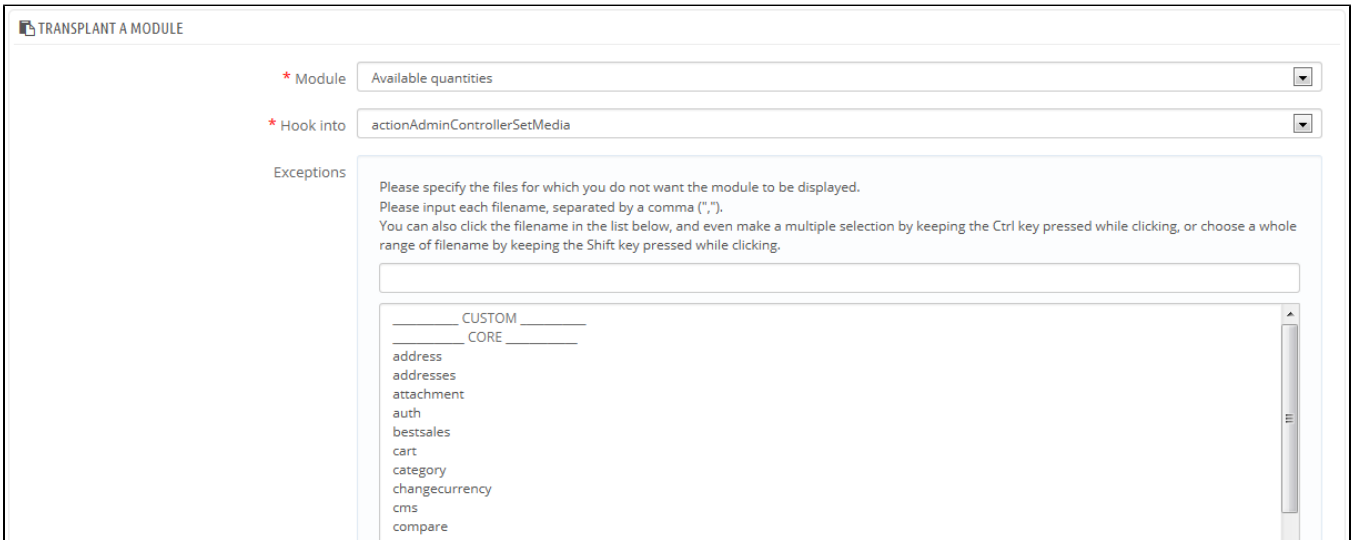 TRANSPLANT A MODULE
* Module Available quantities
* Hook into actionAdminControllerSetMedia
Exceptions
Please specify the files for which you do not want the module to be displayed.
Please input each filename, separated by a comma (",").
You can also click the filename in the list below, and even make a multiple selection by keeping the Ctrl key pressed while clicking, or choose a whole
range of filename by keeping the Shift key pressed while clicking.
___________ CUSTOM ___________
____________ CORE ____________
address
addresses
attachment
auth
bestsales
cart
category
changecurrency
cms
compare